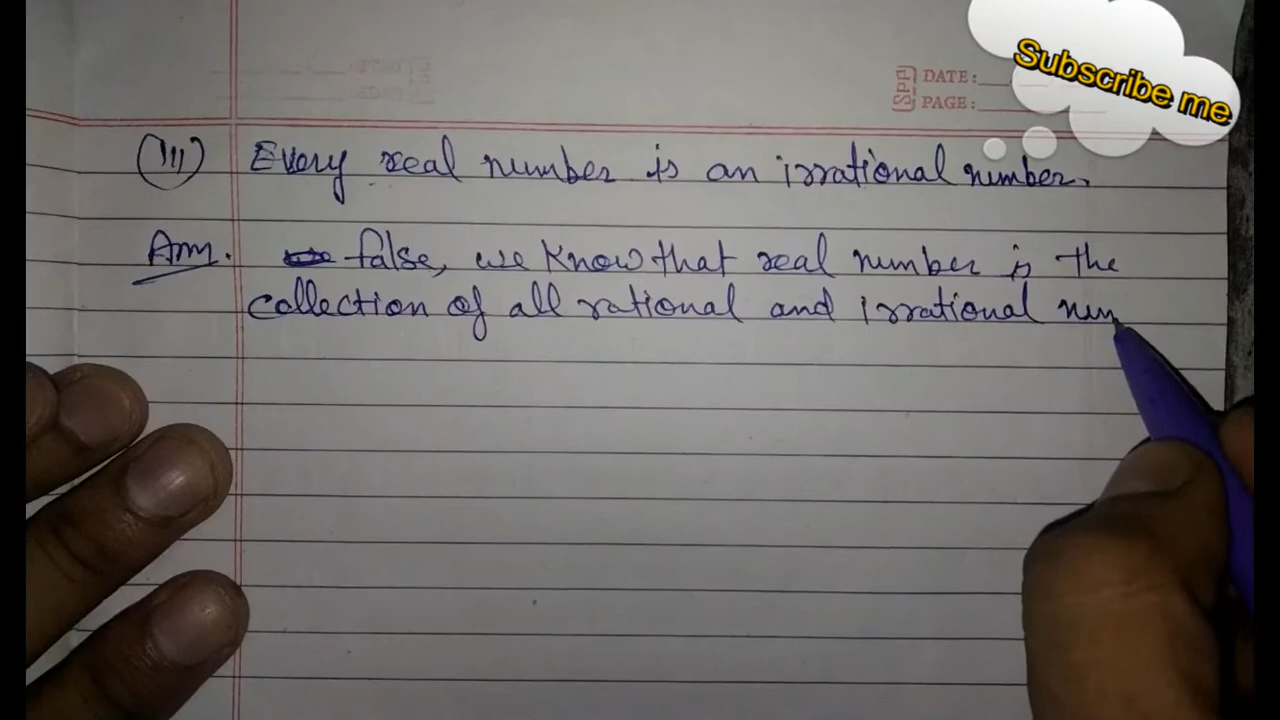 Subscribe me
SPP DATE:
PAGE:
(III) Every real number is an irrational number.
Ans. false, we know that real number is the
collection of all rational and irrational num